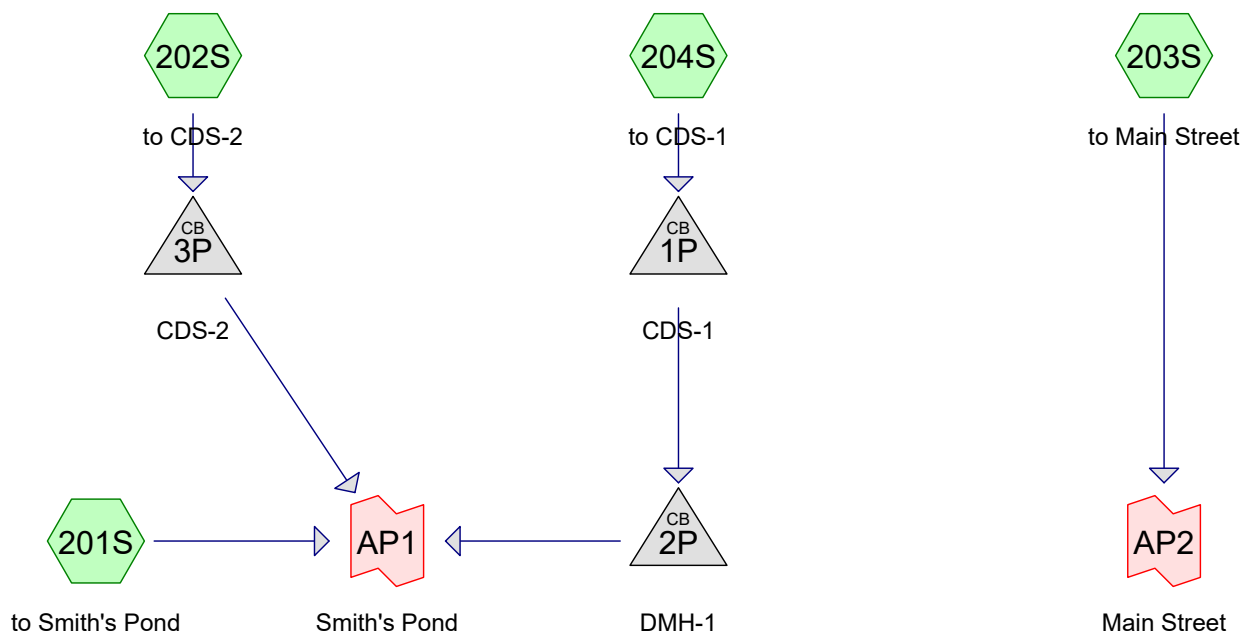 202S
204S
203S
to CDS-2
to CDS-1
to Main Street
CB
3P
CB
1P
CDS-2
CDS-1
201S
AP1
CB
2P
AP2
to Smith's Pond
Smith's Pond
DMH-1
Main Street